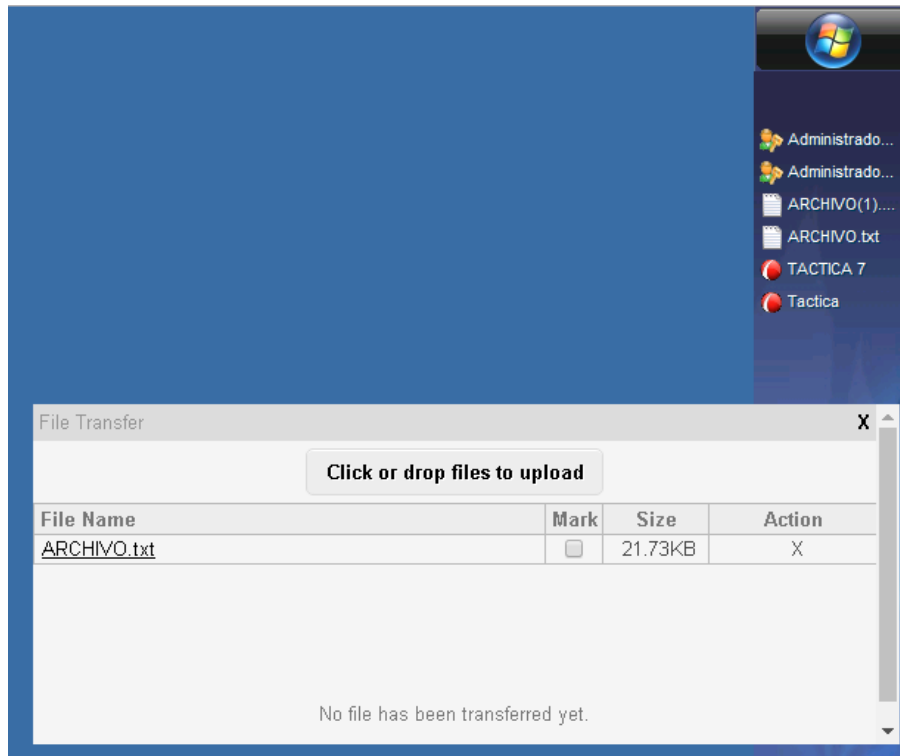 Administrado...
Administrado...
ARCHIVO(1)....
ARCHIVO.txt
TACTICA 7
Tactica
File Transfer X
Click or drop files to upload
File Name Mark Size Action
ARCHIVO.txt 21.73KB X
No file has been transferred yet.